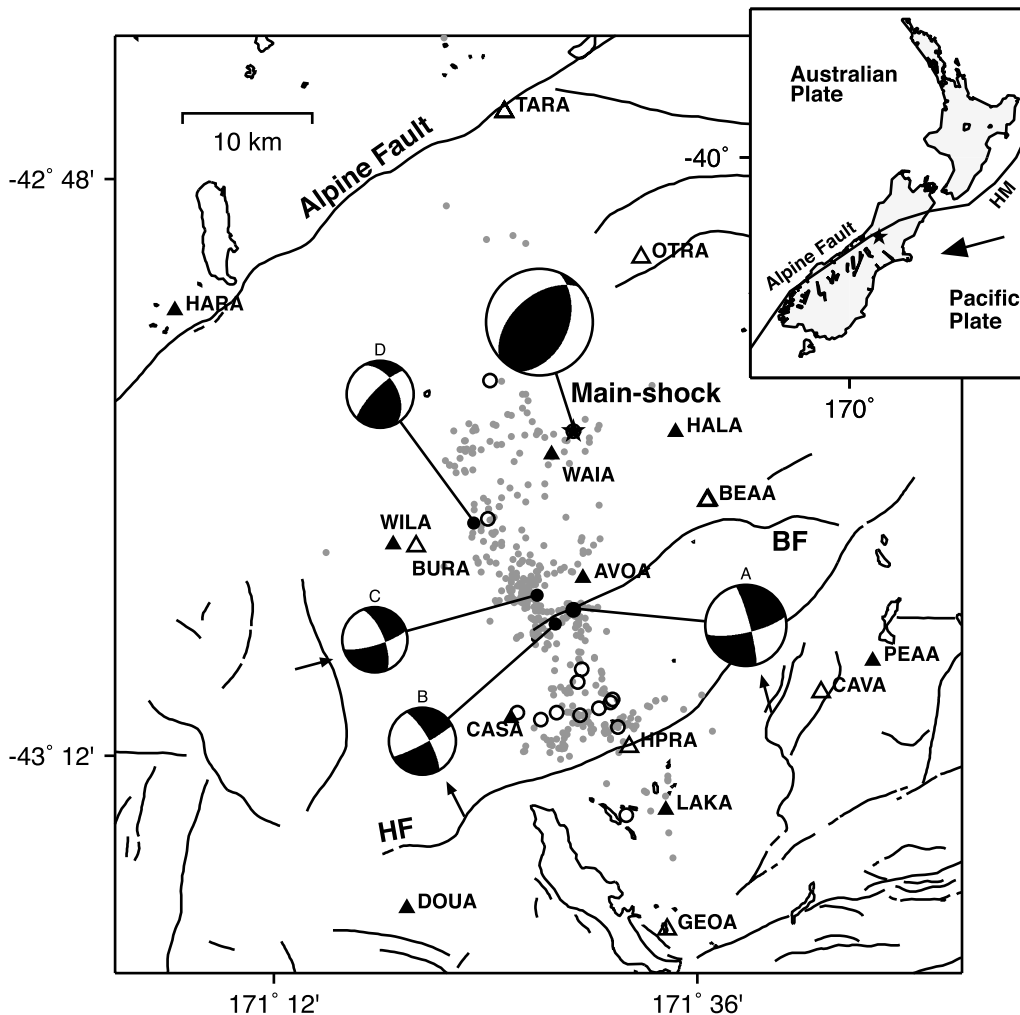 Australian
Plate
TARA
10 km
Alpine Fault
-40˚
-42˚ 48'
HM
OTRA
Alpine Fault
HARA
Pacific
Plate
D
Main-shock
170˚
HALA
WAIA
BEAA
WILA
BURA
BF
AVOA
A
C
PEAA
CAVA
B
CASA
HPRA
-43˚ 12'
LAKA
HF
DOUA
GEOA
171˚ 12'
171˚ 36'